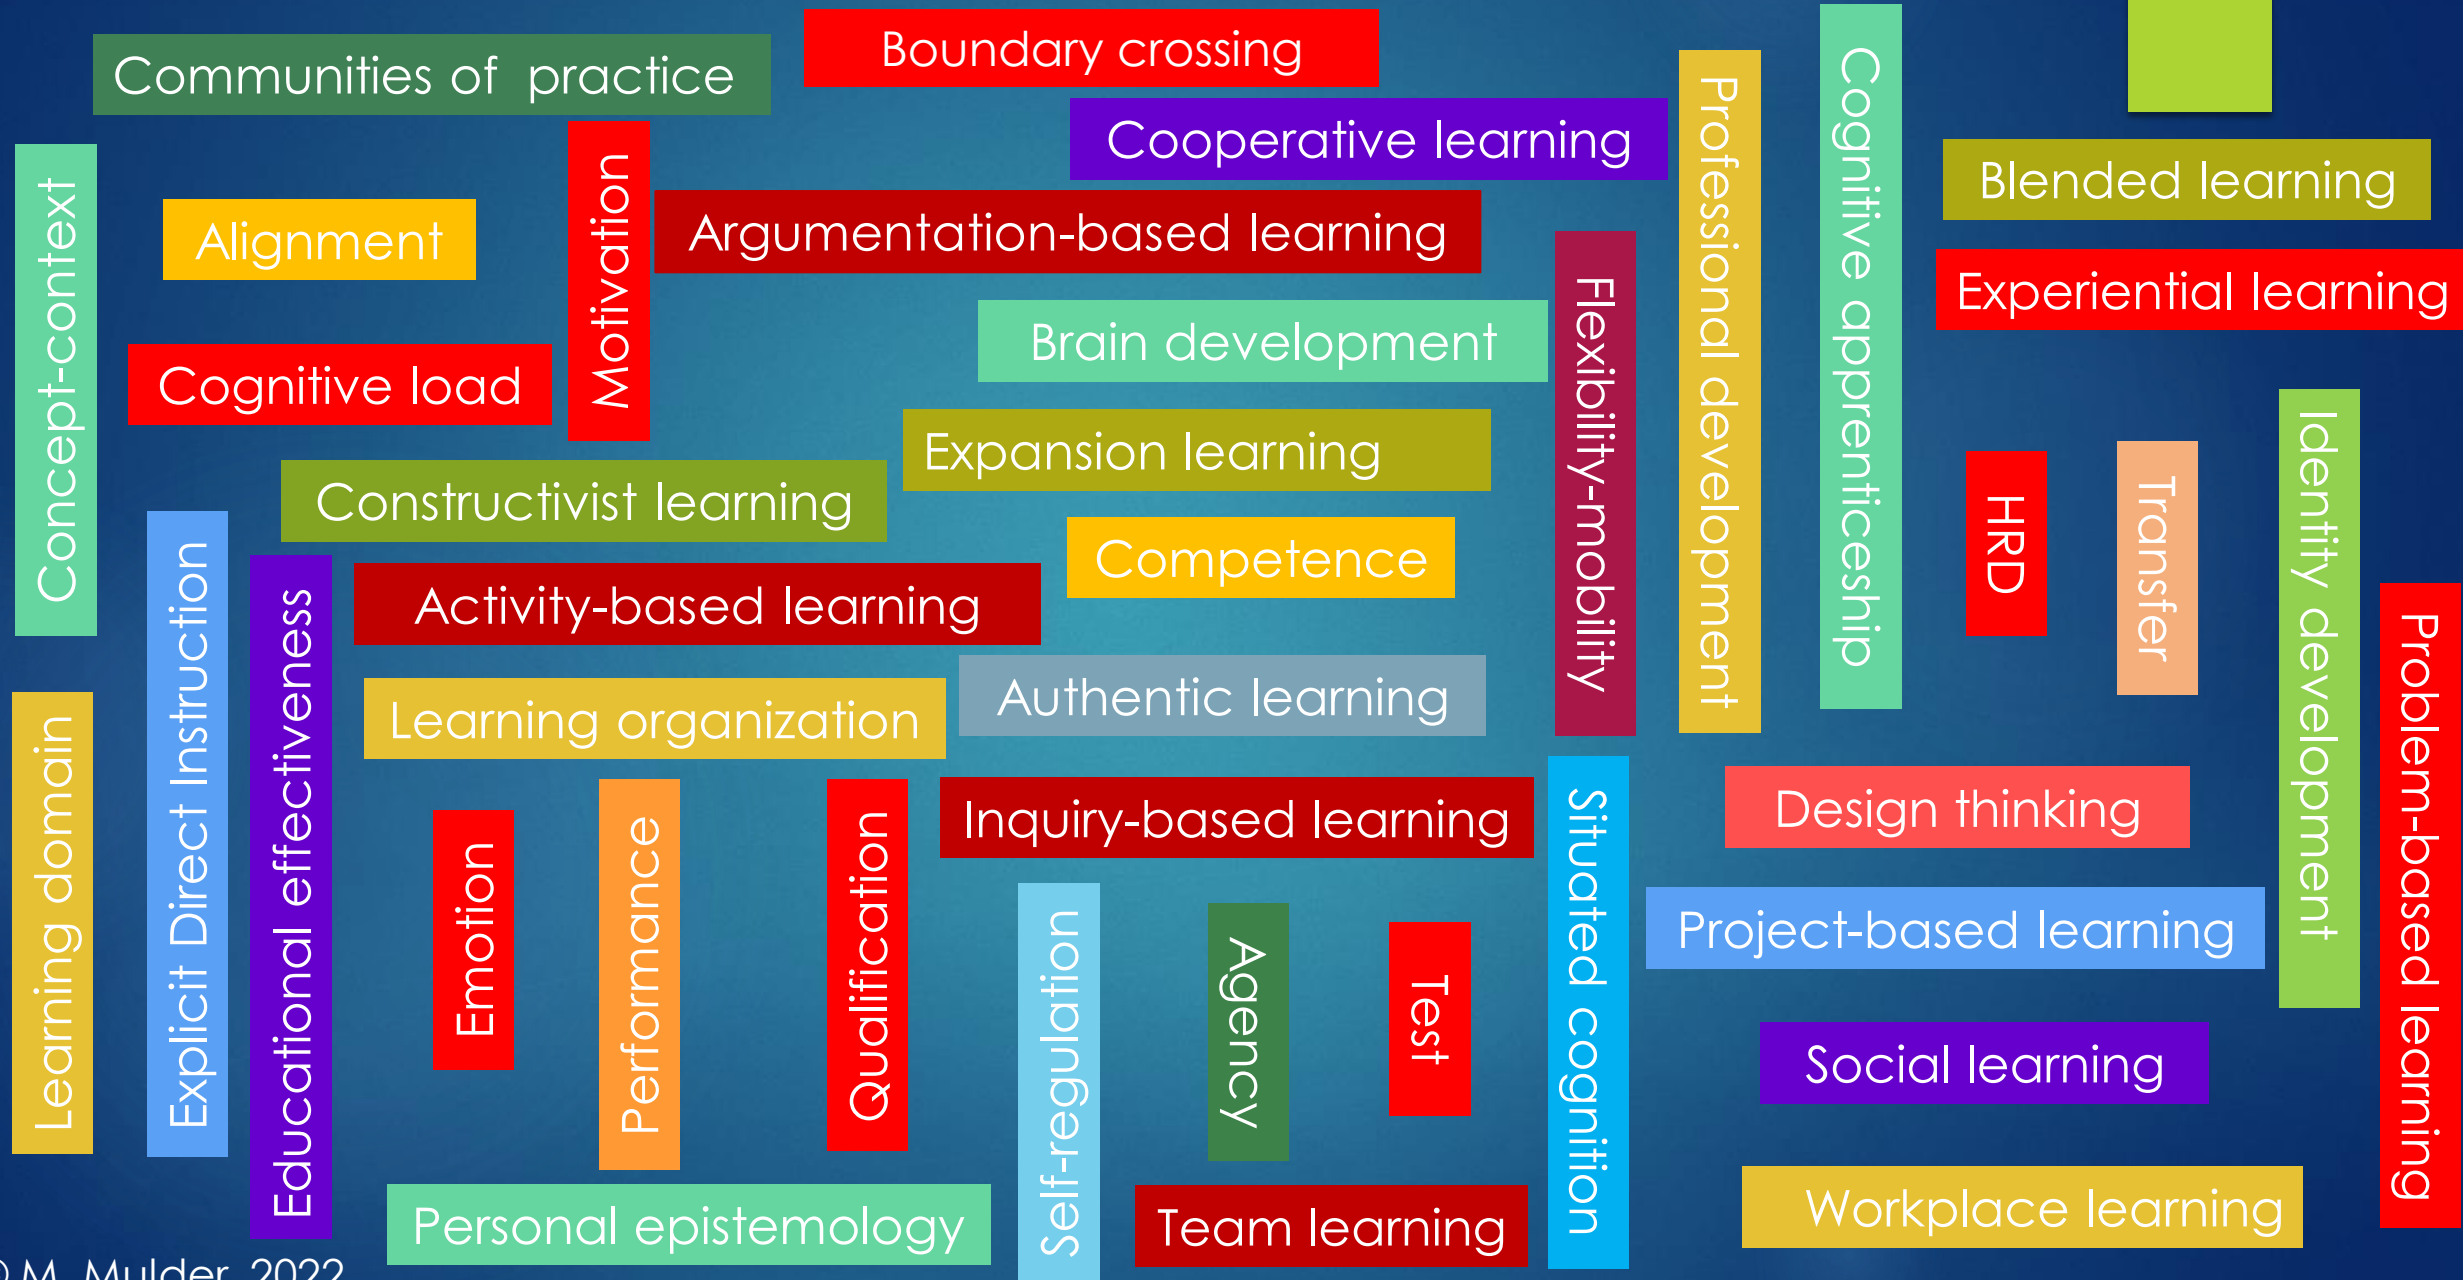 Communities of practice
Boundary crossing
Cooperative learning
Professional development
Cognitive apprenticeship
Blended learning
Concept-context
Alignment
Motivation
Argumentation-based learning
Flexibility-mobility
Experiential learning
Cognitive load
Brain development
Expansion learning
Constructivist learning
HRD
Transfer
Identity development
Explicit Direct Instruction
Educational effectiveness
Activity-based learning
Competence
Problem-based learning
Learning domain
Learning organization
Authentic learning
Emotion
Performance
Qualification
Inquiry-based learning
Situated cognition
Design thinking
Self-regulation
Agency
Test
Project-based learning
Social learning
Personal epistemology
Team learning
Workplace learning
© M. Mulder, 2022